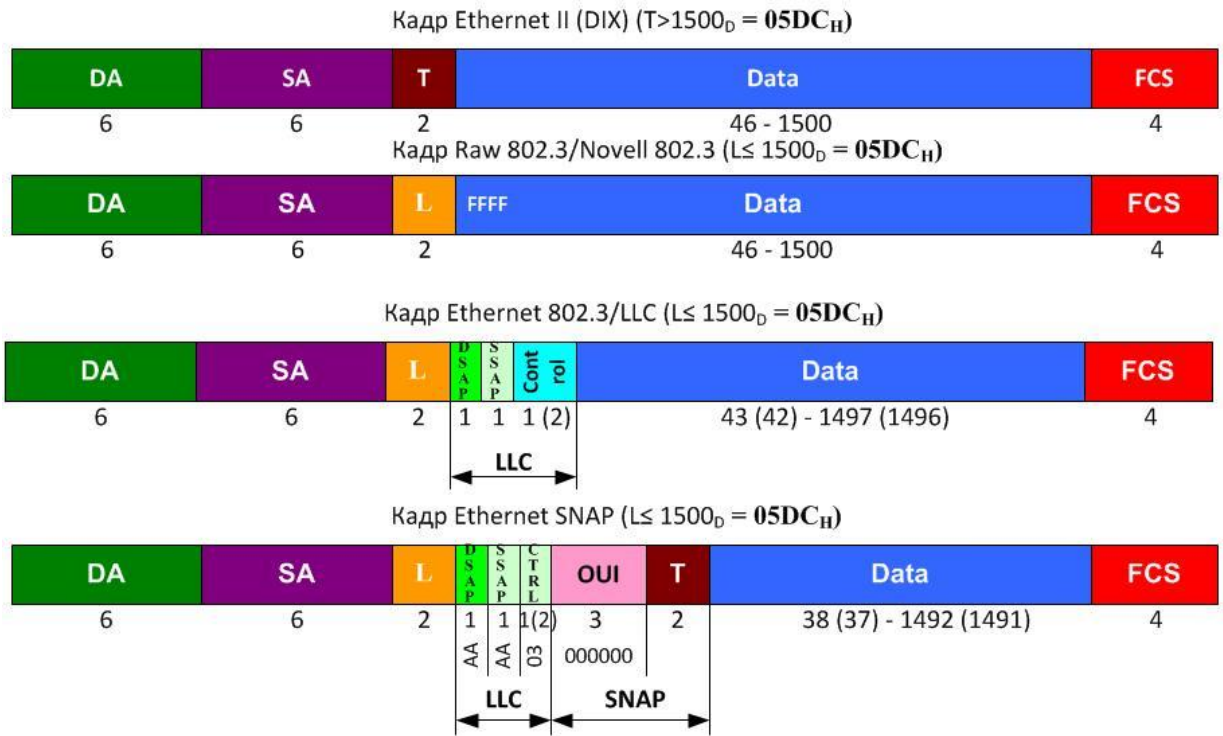 Кадр Ethernet II (DIX) (T>1500D = 05DCH)
DA SA T Data FCS
6 6 2 46 - 1500 4
Кадр Raw 802.3/Novell 802.3 (L≤ 1500D = 05DCH)
DA SA L FFFF Data FCS
6 6 2 46 - 1500 4
Кадр Ethernet 802.3/LLC (L≤ 1500D = 05DCH)
DA SA L DSAP SSAP Cont rol Data FCS
6 6 2 1 1 1 (2) 43 (42) - 1497 (1496) 4
LLC
Кадр Ethernet SNAP (L≤ 1500D = 05DCH)
DA SA L DSAP SSAP CTRL OUI T Data FCS
6 6 2 1 1 1(2) 3 2 38 (37) - 1492 (1491) 4
AA AA 03 000000
LLC SNAP